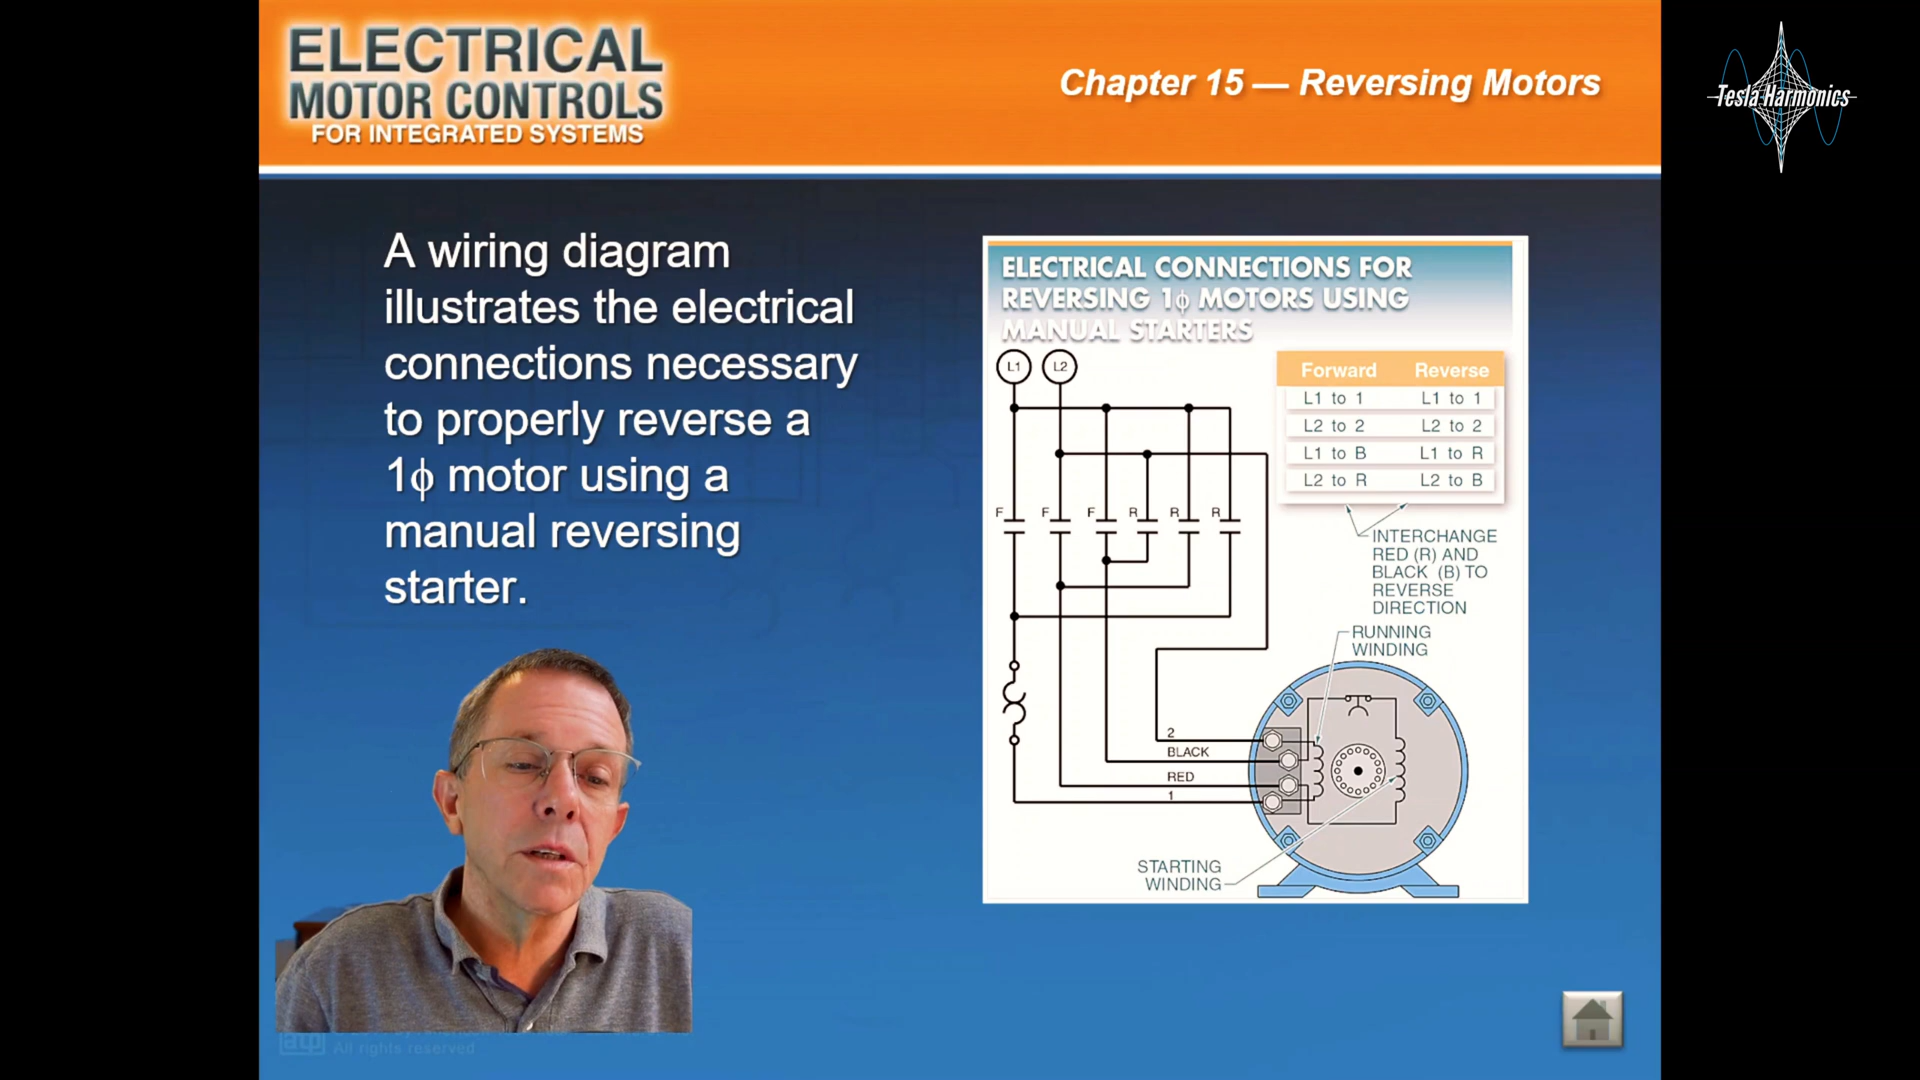 ELECTRICAL
MOTOR CONTROLS
FOR INTEGRATED SYSTEMS
Chapter 15 — Reversing Motors
Tesla Harmonics
A wiring diagram
illustrates the electrical
connections necessary
to properly reverse a
1ϕ motor using a
manual reversing
starter.
ELECTRICAL CONNECTIONS FOR
REVERSING 1ϕ MOTORS USING
MANUAL STARTERS
L1 L2
Forward Reverse
L1 to 1 L1 to 1
L2 to 2 L2 to 2
L1 to B L1 to R
L2 to R L2 to B
F F F R R R
INTERCHANGE
RED (R) AND
BLACK (B) TO
REVERSE
DIRECTION
RUNNING
WINDING
2
BLACK
RED
1
STARTING
WINDING
atp All rights reserved